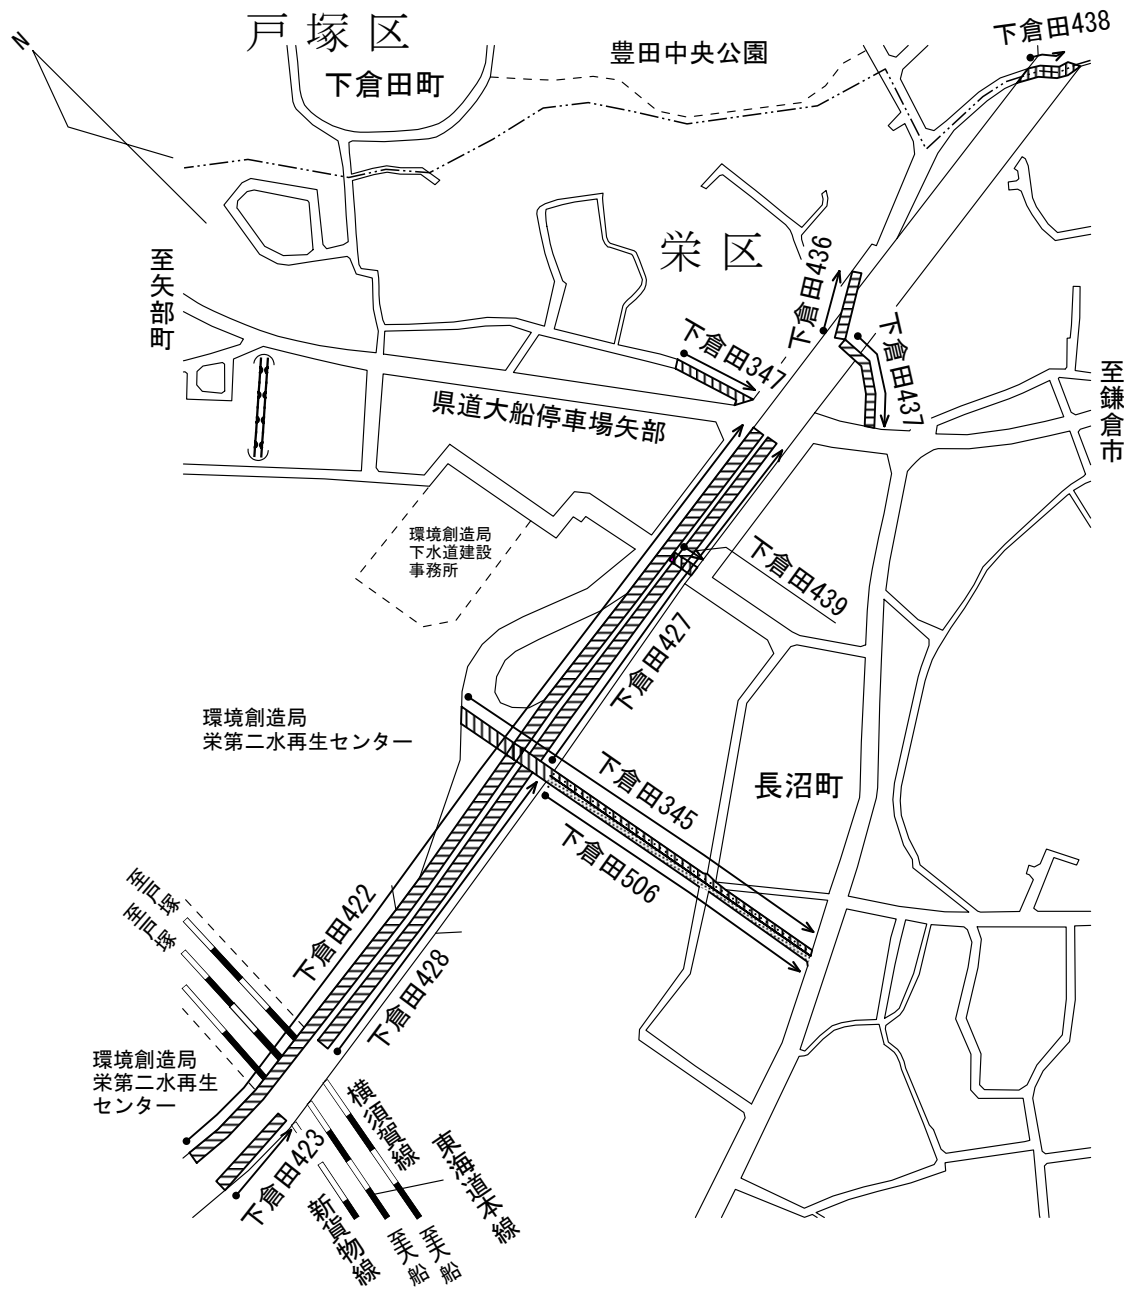 N
戸塚区
下倉田町
豊田中央公園
下倉田438
栄区
至矢部町
下倉田436
下倉田347
下倉田437
県道大船停車場矢部
至鎌倉市
環境創造局
下水道建設
事務所
下倉田439
下倉田427
環境創造局
栄第二水再生センター
下倉田345
長沼町
下倉田506
至戸塚
至戸塚
下倉田422
下倉田428
環境創造局
栄第二水再生
センター
横須賀線
下倉田423
東海道本線
新貨物線
至大船
至大船